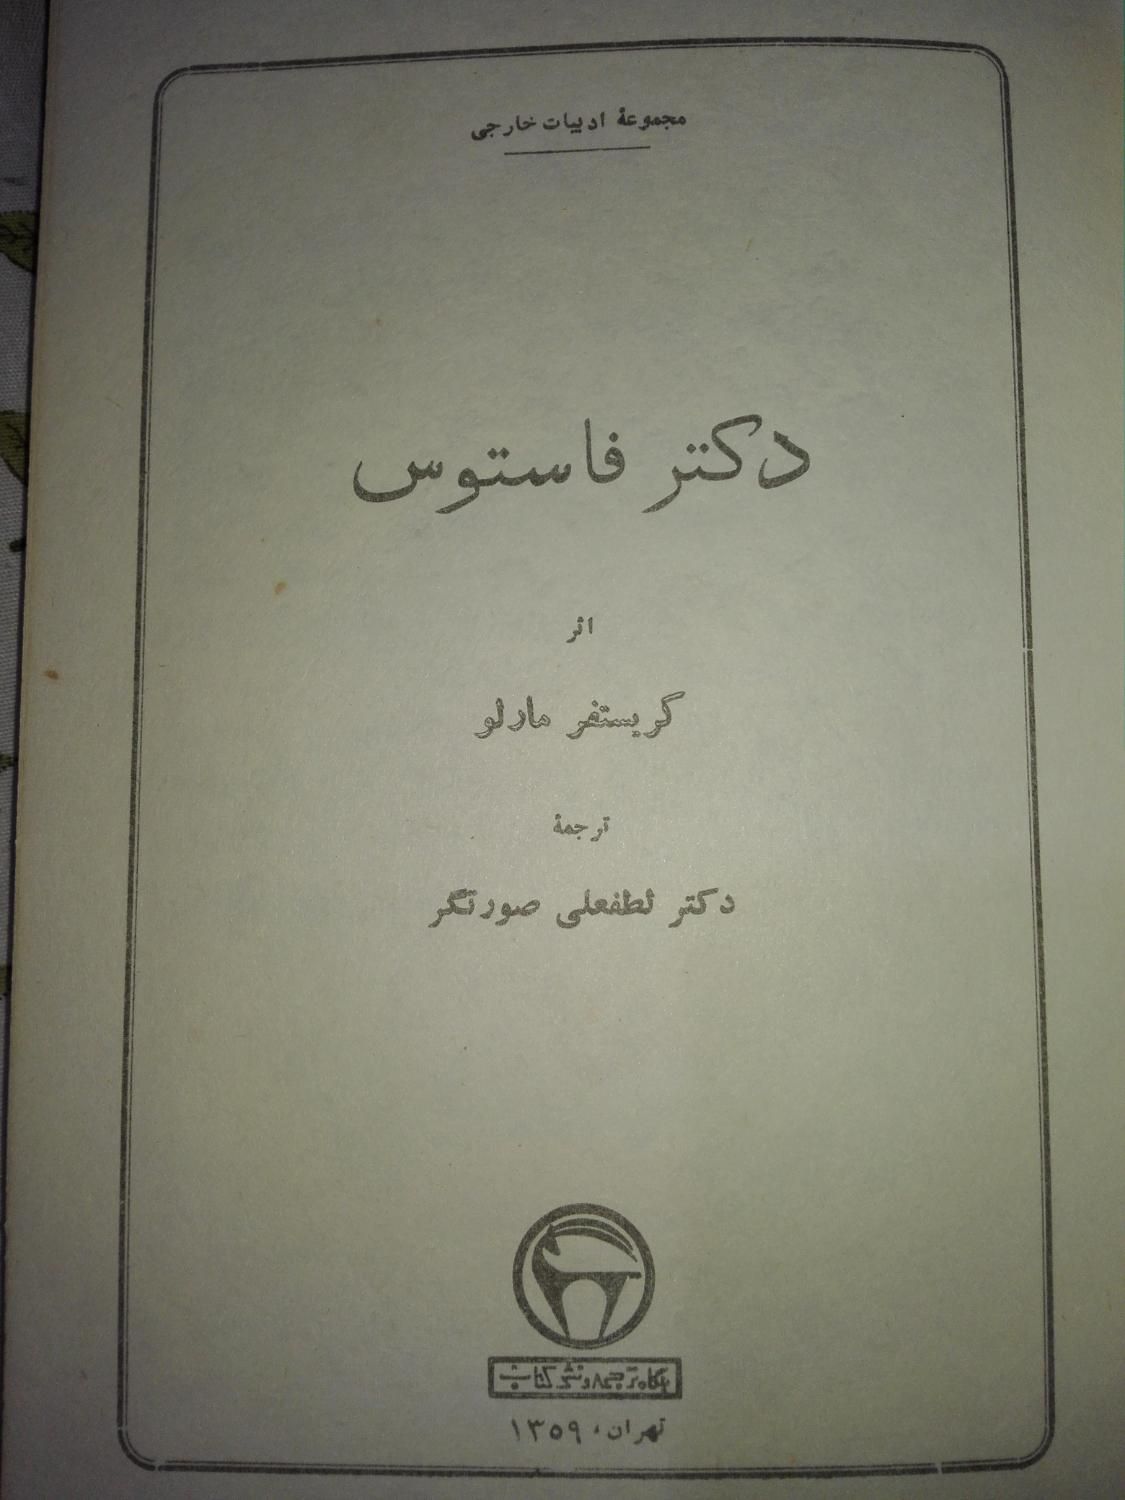 مجموعهٔ ادبیات خارجی
دکتر فاستوس
اثر
کریستفر مارلو
ترجمهٔ
دکتر لطفعلی صورتگر
بنگاه ترجمه و نشر کتاب
تهران، ۱۳۵۹